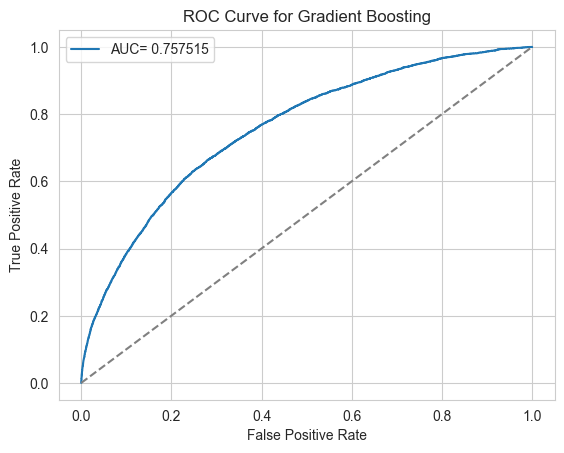 ROC Curve for Gradient Boosting
AUC= 0.757515
True Positive Rate
1.0
0.8
0.6
0.4
0.2
0.0
0.0 0.2 0.4 0.6 0.8 1.0
False Positive Rate